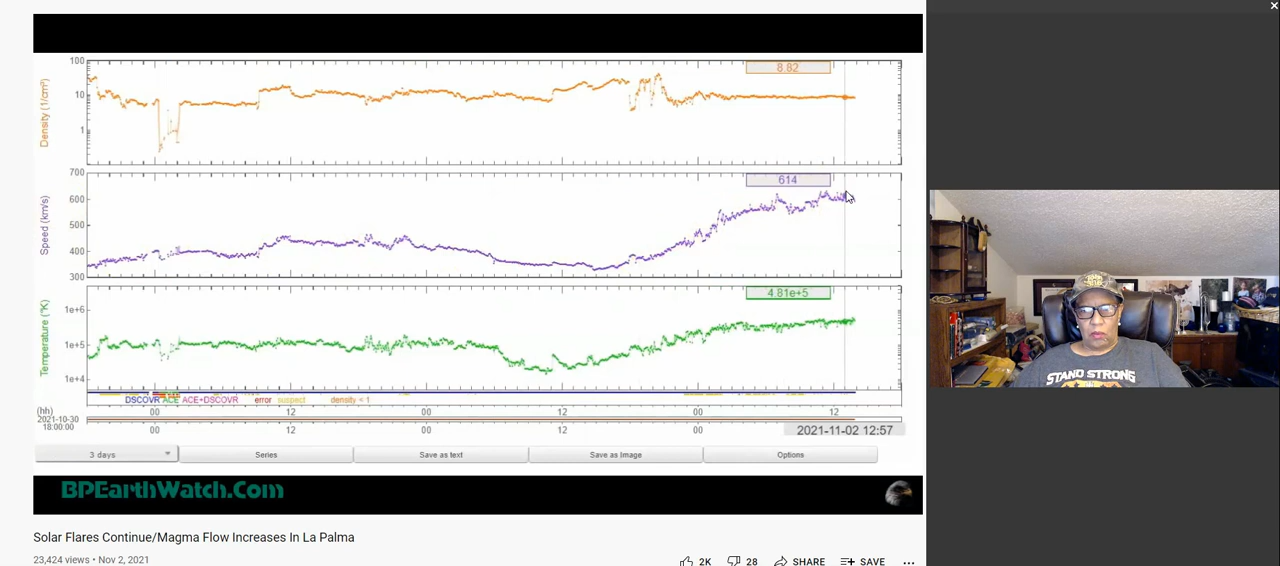 100
10
1
Density (1/cm³)
8.82
700
600
500
400
300
Speed (km/s)
614
1e+6
1e+5
1e+4
Temperature (°K)
4.81e+5
DSCOVR ACE ACE+DSCOVR error suspect density < 1
(hh) 00 12 00 12 00 12
2021-10-30
18:00:00 00 12 00 12 00 2021-11-02 12:57
3 days Series Save as text Save as Image Options
BPEarthWatch.Com
Solar Flares Continue/Magma Flow Increases In La Palma
23,424 views • Nov 2, 2021 2K 28 SHARE SAVE
STAND STRONG